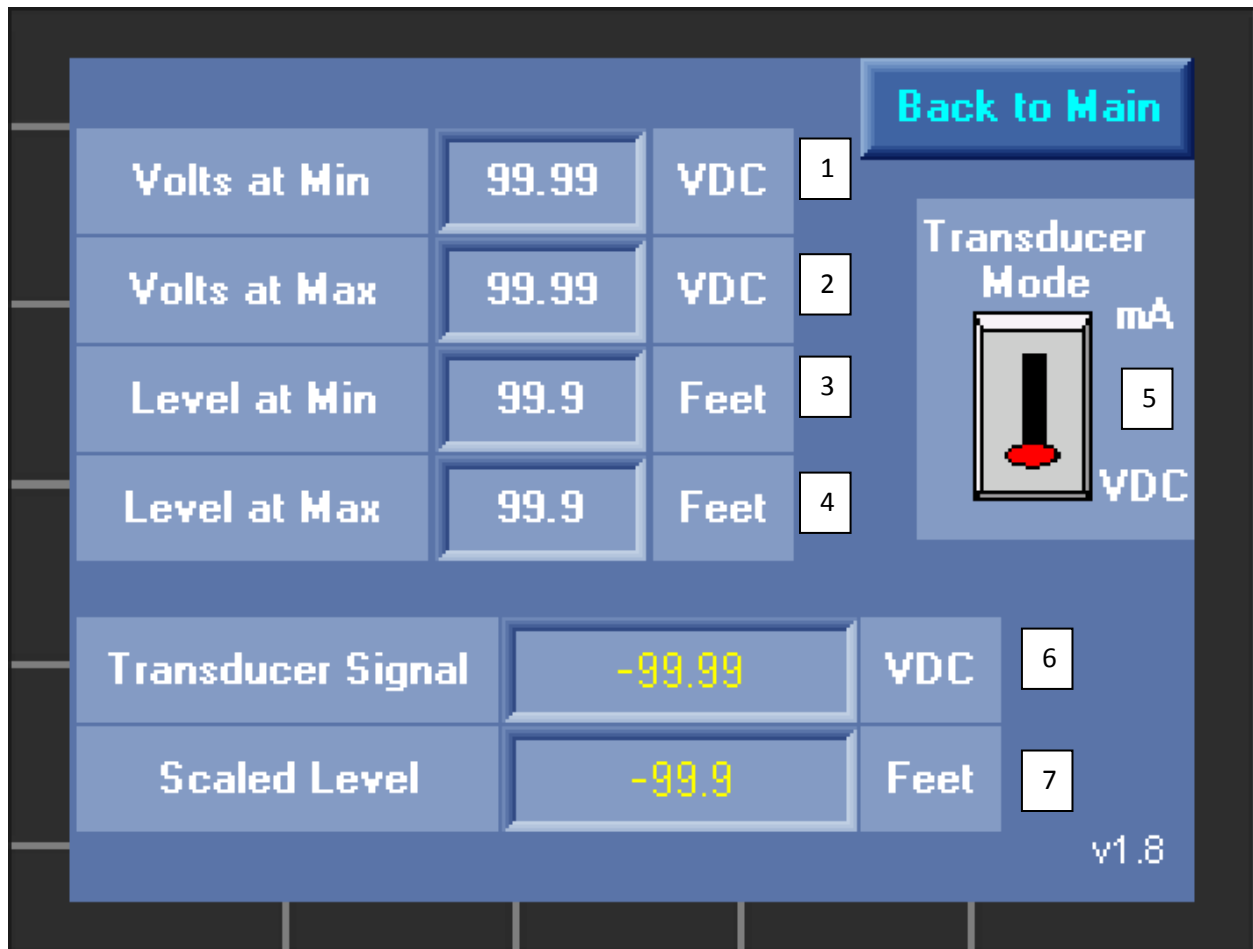 Back to Main
Volts at Min 99.99 VDC 1
Volts at Max 99.99 VDC 2
Level at Min 99.9 Feet 3
Level at Max 99.9 Feet 4
Transducer
Mode
mA
5
VDC
Transducer Signal -99.99 VDC 6
Scaled Level -99.9 Feet 7
v1.8